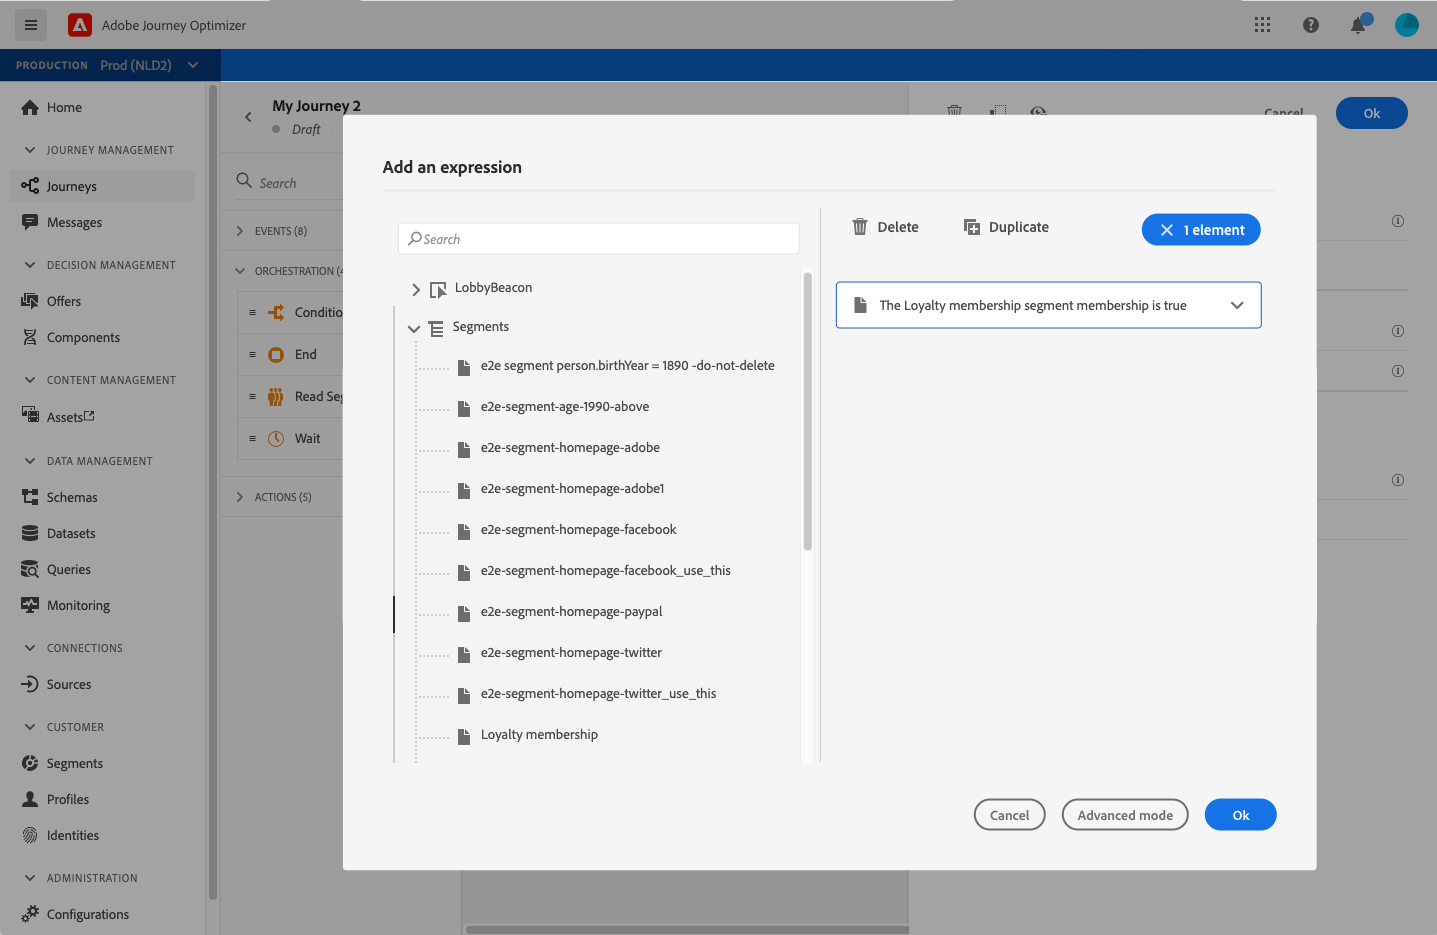 Adobe Journey Optimizer
PRODUCTION Prod (NLD2)
Home
JOURNEY MANAGEMENT
Journeys
Messages
DECISION MANAGEMENT
Offers
Components
CONTENT MANAGEMENT
Assets
DATA MANAGEMENT
Schemas
Datasets
Queries
Monitoring
CONNECTIONS
Sources
CUSTOMER
Segments
Profiles
Identities
ADMINISTRATION
Configurations
My Journey 2
Draft
Search
EVENTS (8)
ORCHESTRATION (4
Conditio
End
Read Seg
Wait
ACTIONS (5)
Cancel
Ok
Add an expression
Search
LobbyBeacon
Segments
e2e segment person.birthYear = 1890 -do-not-delete
e2e-segment-age-1990-above
e2e-segment-homepage-adobe
e2e-segment-homepage-adobe1
e2e-segment-homepage-facebook
e2e-segment-homepage-facebook_use_this
e2e-segment-homepage-paypal
e2e-segment-homepage-twitter
e2e-segment-homepage-twitter_use_this
Loyalty membership
Delete
Duplicate
1 element
The Loyalty membership segment membership is true
Cancel
Advanced mode
Ok